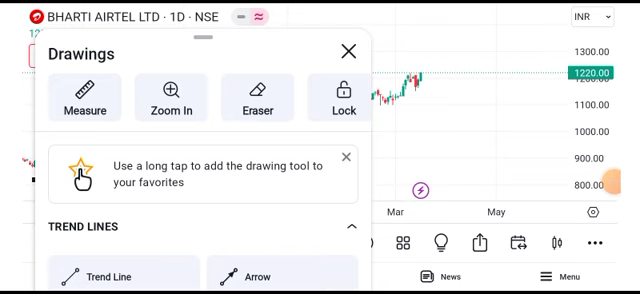 BHARTI AIRTEL LTD · 1D · NSE
INR
Drawings
1300.00
1220.00
Measure
Zoom In
Eraser
Lock
1100.00
1000.00
Use a long tap to add the drawing tool to
your favorites
900.00
800.00
Mar
May
TREND LINES
Trend Line
Arrow
News
Menu